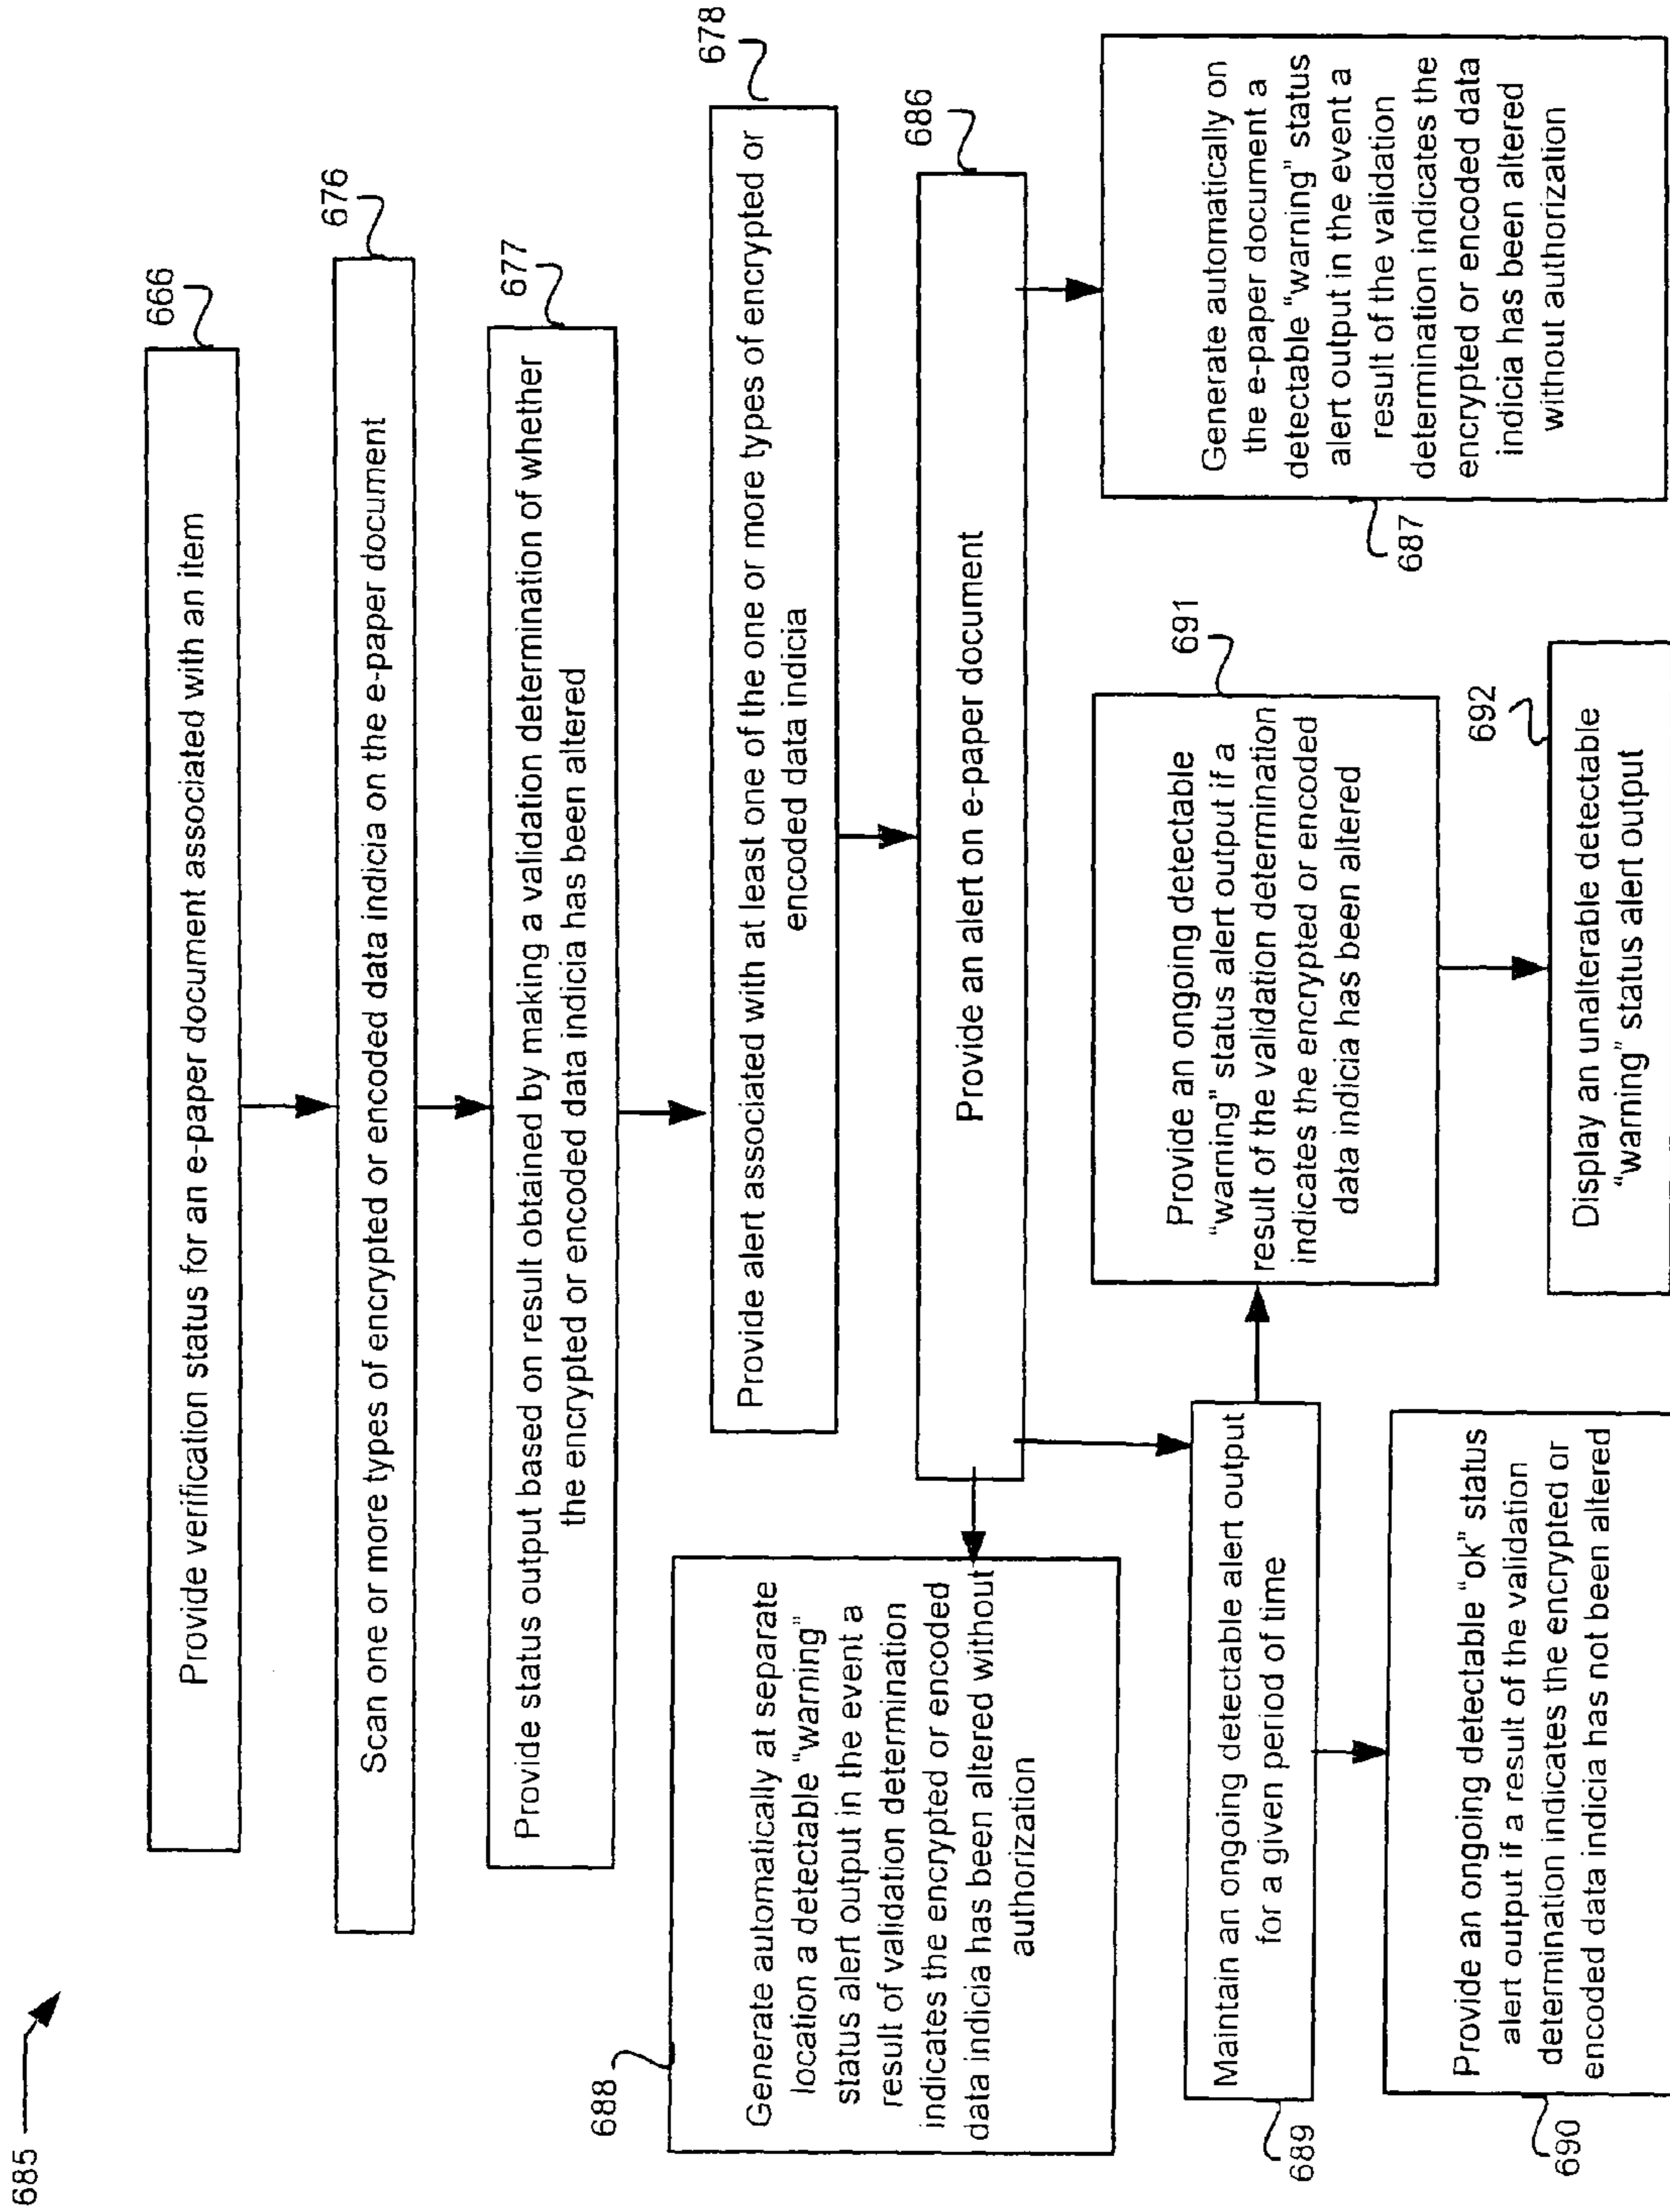 685
666
Provide verification status for an e-paper document associated with an item
676
Scan one or more types of encrypted or encoded data indicia on the e-paper document
677
Provide status output based on result obtained by making a validation determination of whether
the encrypted or encoded data indicia has been altered
678
Provide alert associated with at least one of the one or more types of encrypted or
encoded data indicia
686
Provide an alert on e-paper document
688
Generate automatically at separate
location a detectable “warning”
status alert output in the event a
result of validation determination
indicates the encrypted or encoded
data indicia has been altered without
authorization
687
Generate automatically on
the e-paper document a
detectable “warning” status
alert output in the event a
result of the validation
determination indicates the
encrypted or encoded data
indicia has been altered
without authorization
689
Maintain an ongoing detectable alert output
for a given period of time
691
Provide an ongoing detectable
“warning” status alert output if a
result of the validation determination
indicates the encrypted or encoded
data indicia has been altered
690
Provide an ongoing detectable “ok” status
alert output if a result of the validation
determination indicates the encrypted or
encoded data indicia has not been altered
692
Display an unalterable detectable
“warning” status alert output